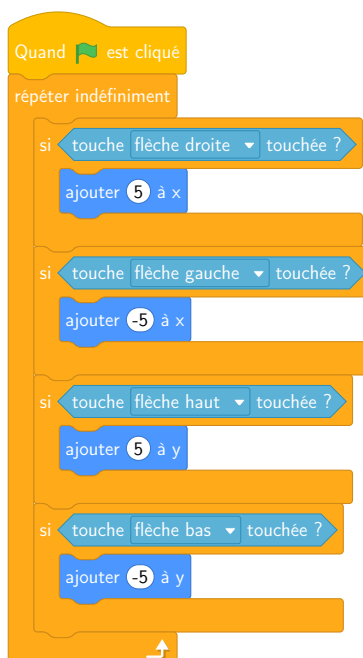 Quand est cliqué
répéter indéfiniment
si touche flèche droite touchée ?
ajouter 5 à x
si touche flèche gauche touchée ?
ajouter -5 à x
si touche flèche haut touchée ?
ajouter 5 à y
si touche flèche bas touchée ?
ajouter -5 à y